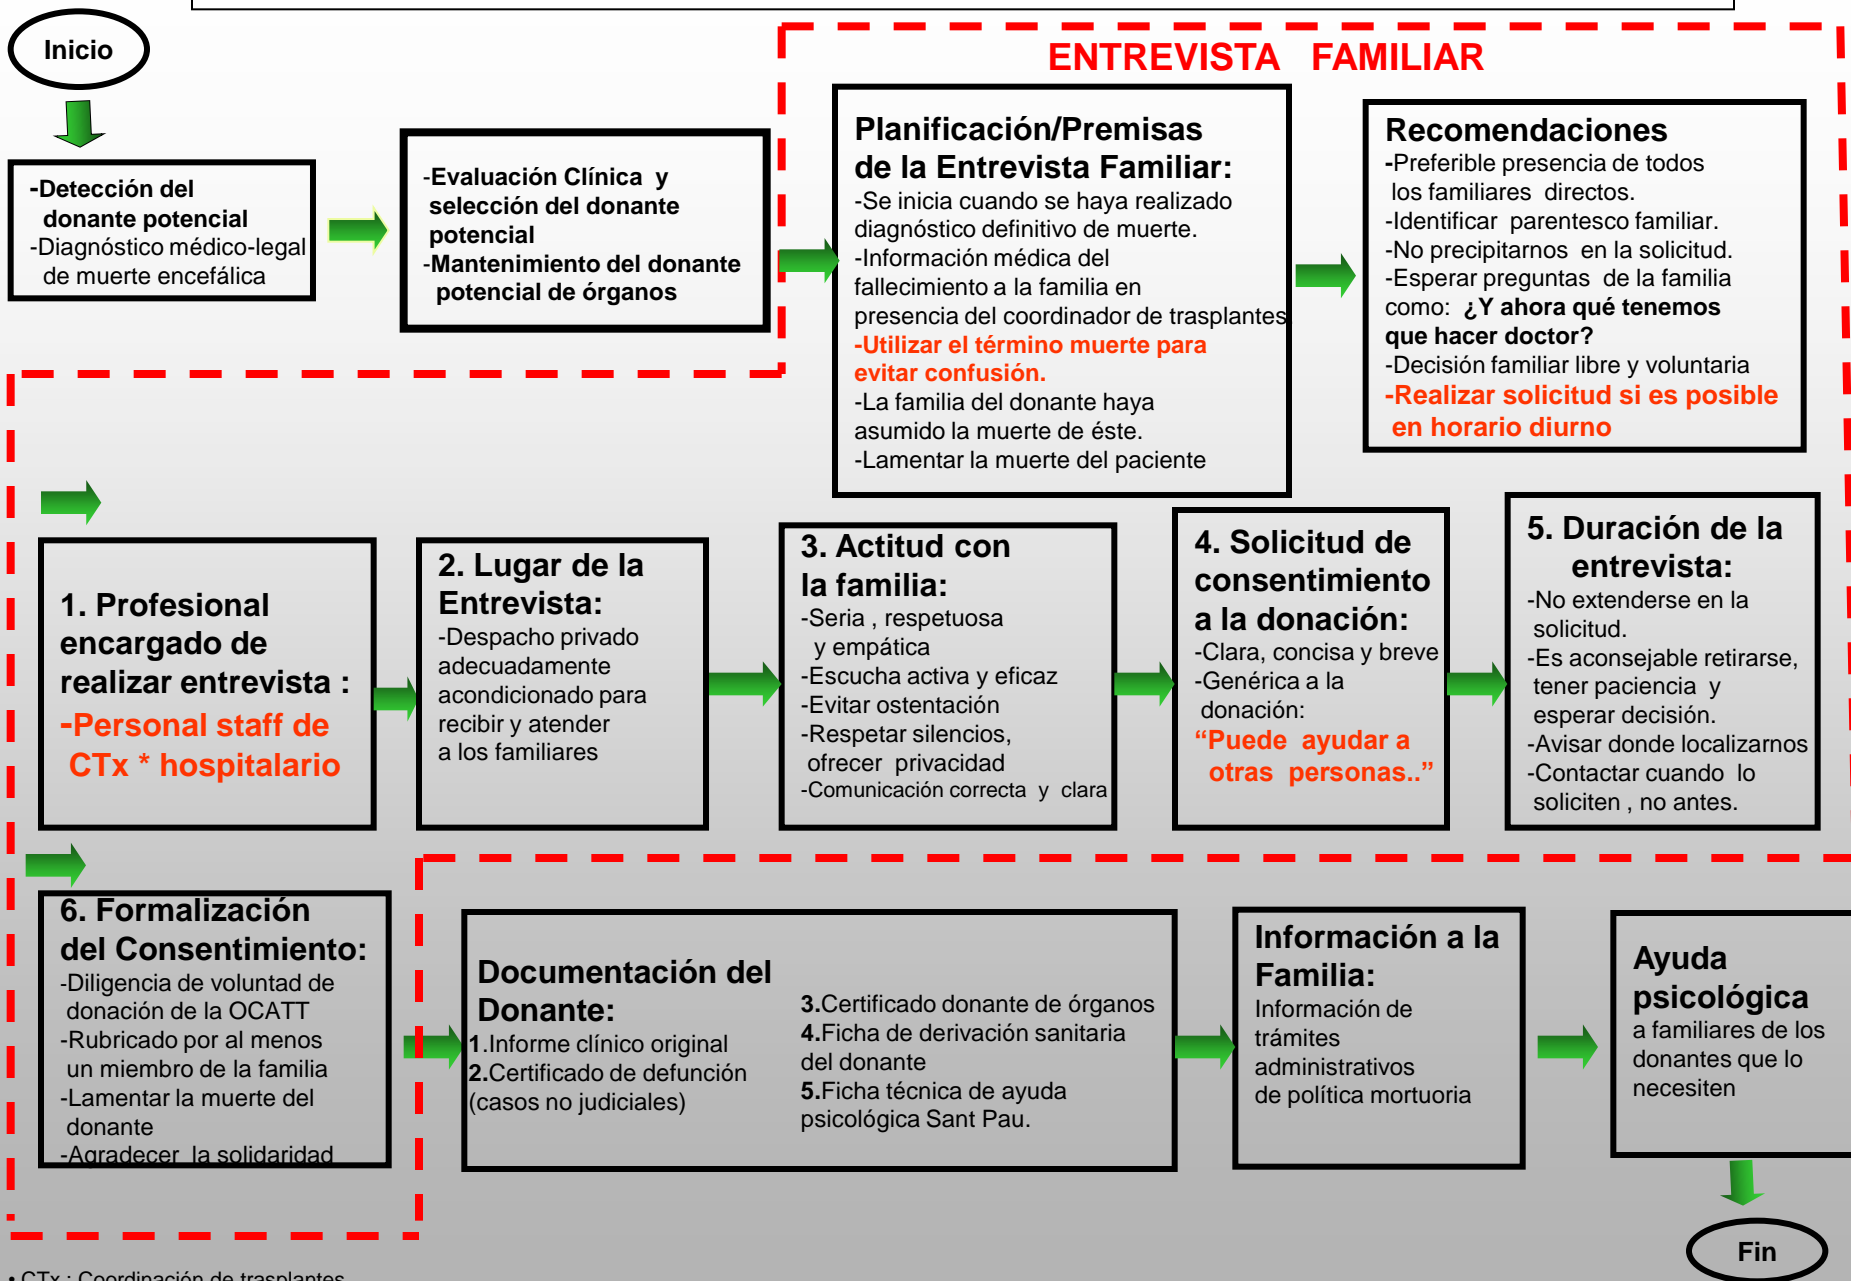 Inicio
ENTREVISTA FAMILIAR
-Detección del
donante potencial
-Diagnóstico médico-legal
de muerte encefálica
-Evaluación Clínica y
selección del donante
potencial
-Mantenimiento del donante
potencial de órganos
Planificación/Premisas
de la Entrevista Familiar:
-Se inicia cuando se haya realizado
diagnóstico definitivo de muerte.
-Información médica del
fallecimiento a la familia en
presencia del coordinador de trasplantes
-Utilizar el término muerte para
evitar confusión.
-La familia del donante haya
asumido la muerte de éste.
-Lamentar la muerte del paciente
Recomendaciones
-Preferible presencia de todos
los familiares directos.
-Identificar parentesco familiar.
-No precipitarnos en la solicitud.
-Esperar preguntas de la familia
como: ¿Y ahora qué tenemos
que hacer doctor?
-Decisión familiar libre y voluntaria
-Realizar solicitud si es posible
en horario diurno
1. Profesional
encargado de
realizar entrevista :
-Personal staff de
CTx * hospitalario
2. Lugar de la
Entrevista:
-Despacho privado
adecuadamente
acondicionado para
recibir y atender
a los familiares
3. Actitud con
la familia:
-Seria , respetuosa
y empática
-Escucha activa y eficaz
-Evitar ostentación
-Respetar silencios,
ofrecer privacidad
-Comunicación correcta y clara
4. Solicitud de
consentimiento
a la donación:
-Clara, concisa y breve
-Genérica a la
donación:
“Puede ayudar a
otras personas..”
5. Duración de la
entrevista:
-No extenderse en la
solicitud.
-Es aconsejable retirarse,
tener paciencia y
esperar decisión.
-Avisar donde localizarnos
-Contactar cuando lo
soliciten , no antes.
6. Formalización
del Consentimiento:
-Diligencia de voluntad de
donación de la OCATT
-Rubricado por al menos
un miembro de la familia
-Lamentar la muerte del
donante
-Agradecer la solidaridad
Documentación del
Donante:
1.Informe clínico original
2.Certificado de defunción
(casos no judiciales)
3.Certificado donante de órganos
4.Ficha de derivación sanitaria
del donante
5.Ficha técnica de ayuda
psicológica Sant Pau.
Información a la
Familia:
Información de
trámites
administrativos
de política mortuoria
Ayuda
psicológica
a familiares de los
donantes que lo
necesiten
Fin
• CTx : Coordinación de trasplantes